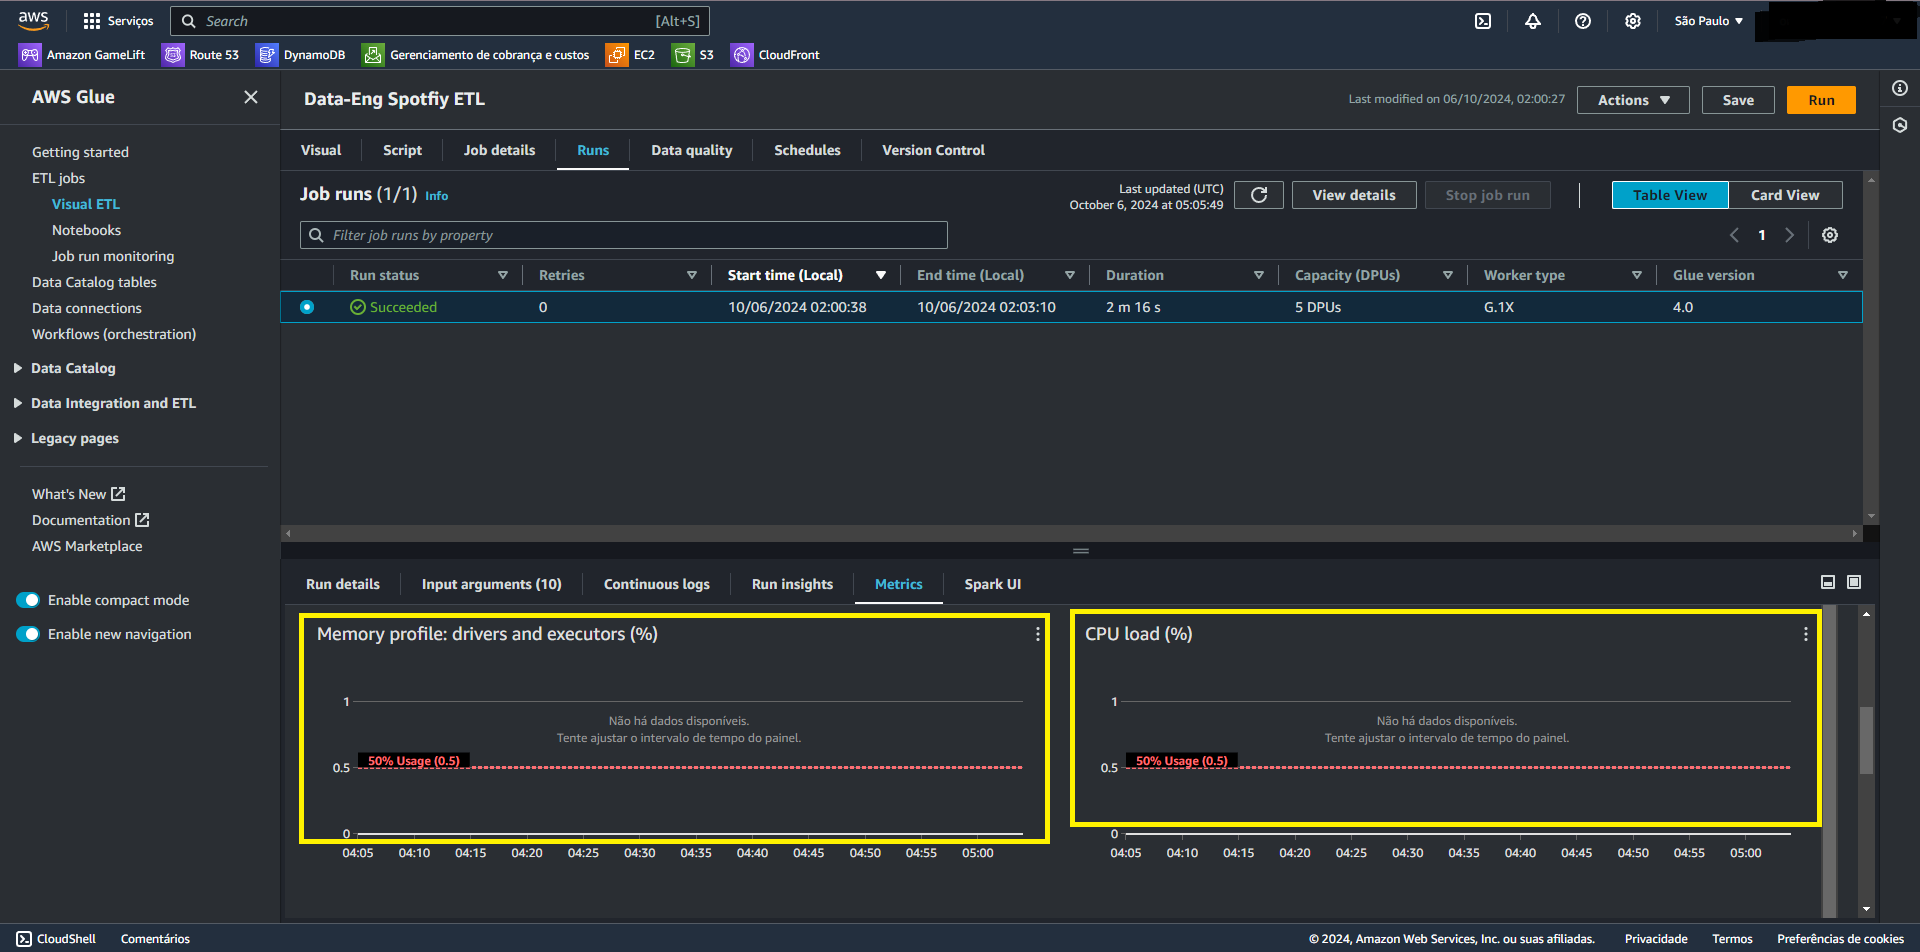 aws
Serviços
Search
[Alt+S]
São Paulo
Amazon GameLift
Route 53
DynamoDB
Gerenciamento de cobrança e custos
EC2
S3
CloudFront
AWS Glue
Getting started
ETL jobs
Visual ETL
Notebooks
Job run monitoring
Data Catalog tables
Data connections
Workflows (orchestration)
Data Catalog
Data Integration and ETL
Legacy pages
What's New
Documentation
AWS Marketplace
Enable compact mode
Enable new navigation
Data-Eng Spotfiy ETL
Last modified on 06/10/2024, 02:00:27
Actions
Save
Run
Visual
Script
Job details
Runs
Data quality
Schedules
Version Control
Job runs (1/1) Info
Last updated (UTC)
October 6, 2024 at 05:05:49
View details
Stop job run
Table View
Card View
Filter job runs by property
1
Run status
Retries
Start time (Local)
End time (Local)
Duration
Capacity (DPUs)
Worker type
Glue version
Succeeded
0
10/06/2024 02:00:38
10/06/2024 02:03:10
2 m 16 s
5 DPUs
G.1X
4.0
Run details
Input arguments (10)
Continuous logs
Run insights
Metrics
Spark UI
Memory profile: drivers and executors (%)
1
Não há dados disponíveis.
Tente ajustar o intervalo de tempo do painel.
50% Usage (0.5)
0.5
0
04:05 04:10 04:15 04:20 04:25 04:30 04:35 04:40 04:45 04:50 04:55 05:00
CPU load (%)
1
Não há dados disponíveis.
Tente ajustar o intervalo de tempo do painel.
50% Usage (0.5)
0.5
0
04:05 04:10 04:15 04:20 04:25 04:30 04:35 04:40 04:45 04:50 04:55 05:00
CloudShell
Comentários
© 2024, Amazon Web Services, Inc. ou suas afiliadas.
Privacidade
Termos
Preferências de cookies